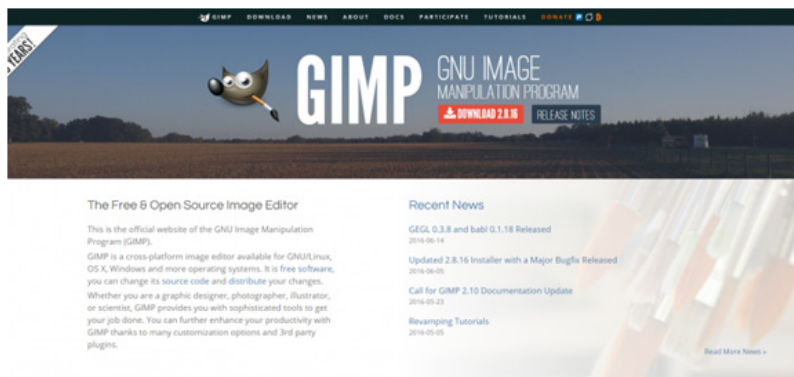 GIMP DOWNLOAD NEWS ABOUT DOCS PARTICIPATE TUTORIALS DONATE
YEARS!
GIMP
GNU IMAGE
MANIPULATION PROGRAM
DOWNLOAD 2.8.16 RELEASE NOTES
The Free & Open Source Image Editor
This is the official website of the GNU Image Manipulation
Program (GIMP).
GIMP is a cross-platform image editor available for GNU/Linux,
OS X, Windows and more operating systems. It is free software,
you can change its source code and distribute your changes.
Whether you are a graphic designer, photographer, illustrator,
or scientist, GIMP provides you with sophisticated tools to get
your job done. You can further enhance your productivity with
GIMP thanks to many customization options and 3rd party
plugins.
Recent News
GEGL 0.3.8 and babl 0.1.18 Released
2016-06-14
Updated 2.8.16 Installer with a Major Bugfix Released
2016-06-05
Call for GIMP 2.10 Documentation Update
2016-05-23
Revamping Tutorials
2016-05-05
Read More News »